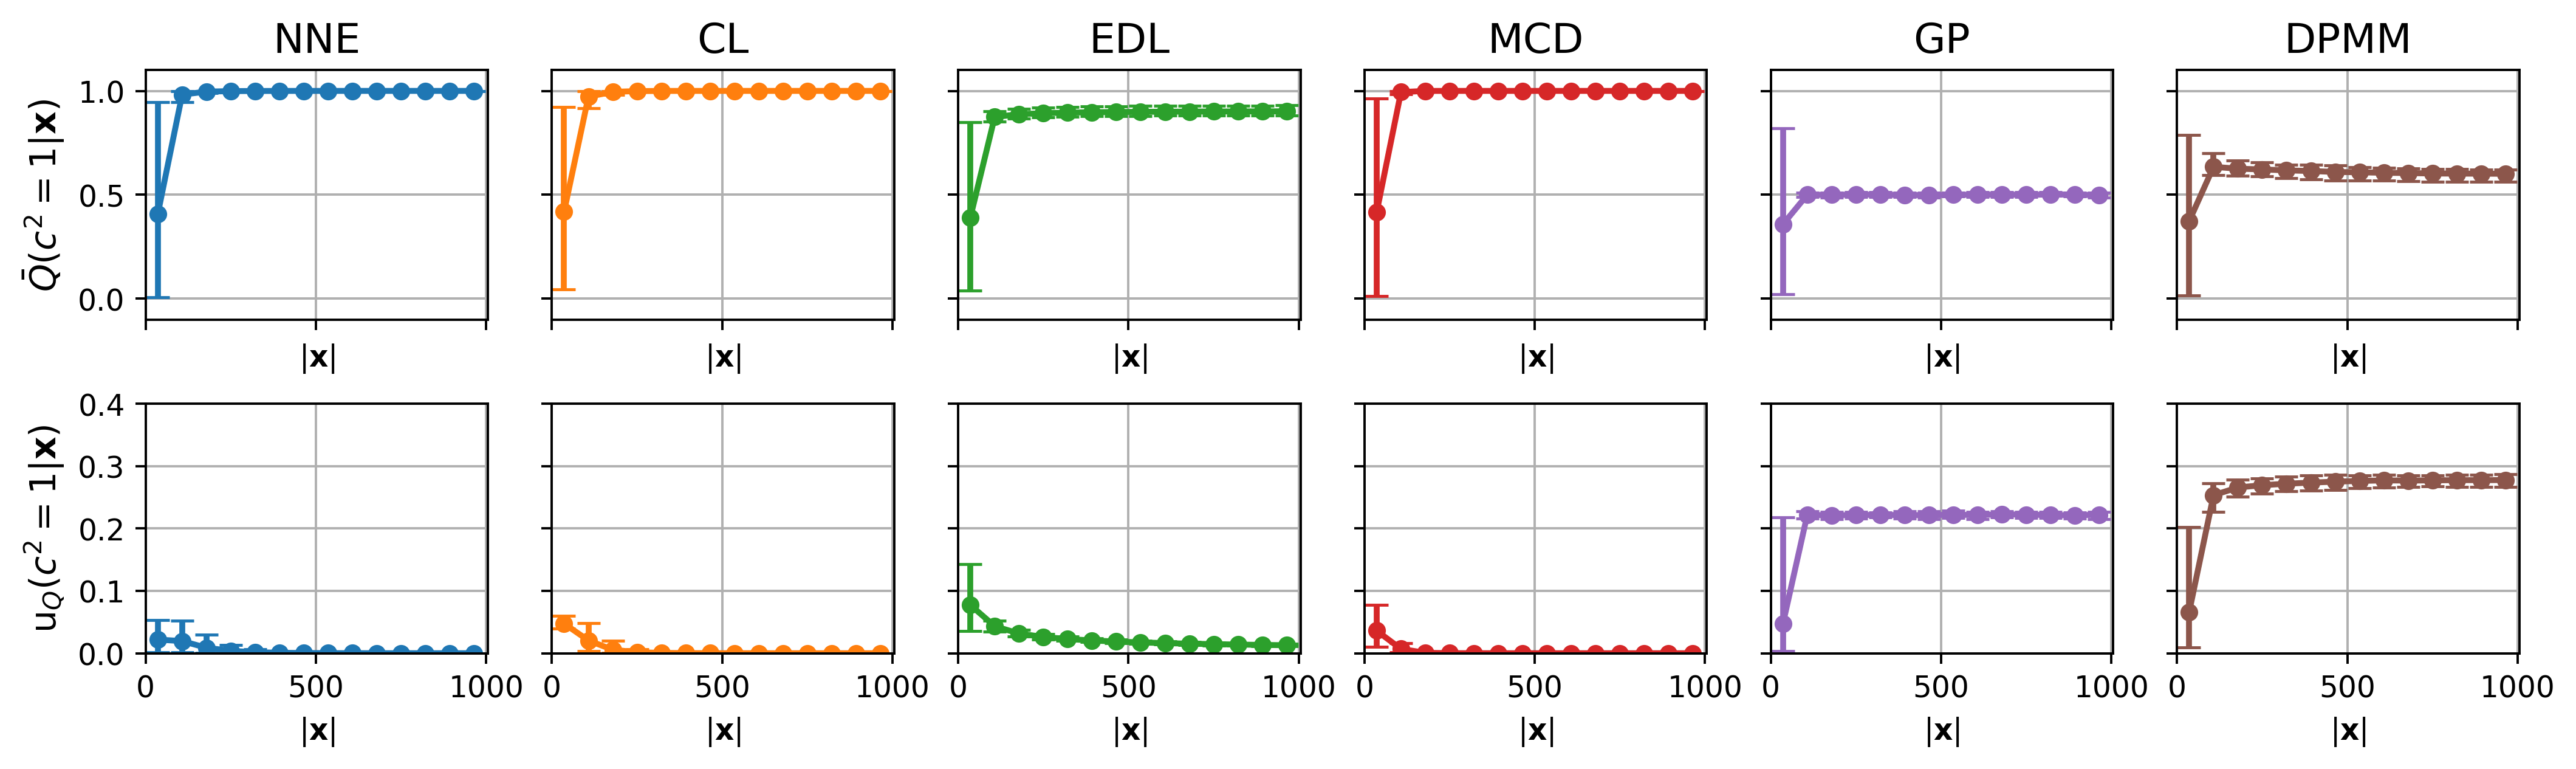 NNE CL EDL MCD GP DPMM
Q̄(c² = 1|x)
1.0
0.5
0.0
|x| |x| |x| |x| |x| |x|
u_Q(c² = 1|x)
0.4
0.3
0.2
0.1
0.0
0 500 1000 0 500 1000 0 500 1000 0 500 1000 0 500 1000 0 500 1000
|x| |x| |x| |x| |x| |x|